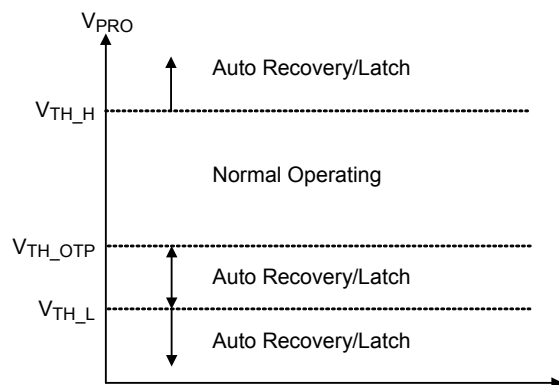 VPRO
Auto Recovery/Latch
VTH_H
Normal Operating
VTH_OTP
Auto Recovery/Latch
VTH_L
Auto Recovery/Latch